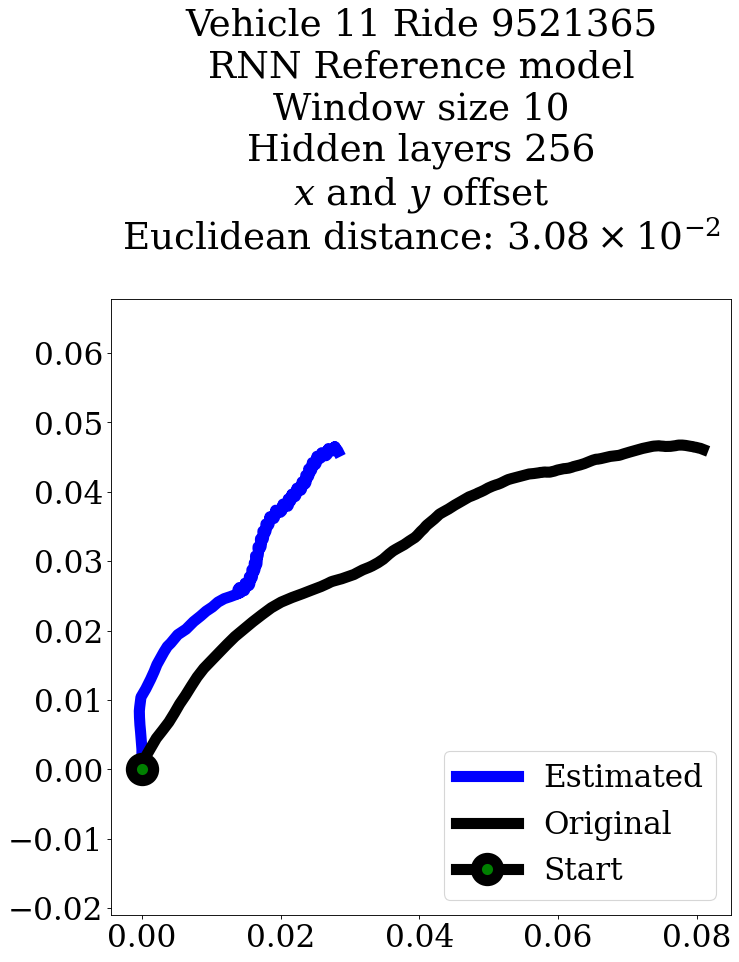 Vehicle 11 Ride 9521365
RNN Reference model
Window size 10
Hidden layers 256
x and y offset
Euclidean distance: 3.08 × 10⁻²
0.06
0.05
0.04
0.03
0.02
0.01
0.00
−0.01
−0.02
0.00 0.02 0.04 0.06 0.08
Estimated
Original
Start